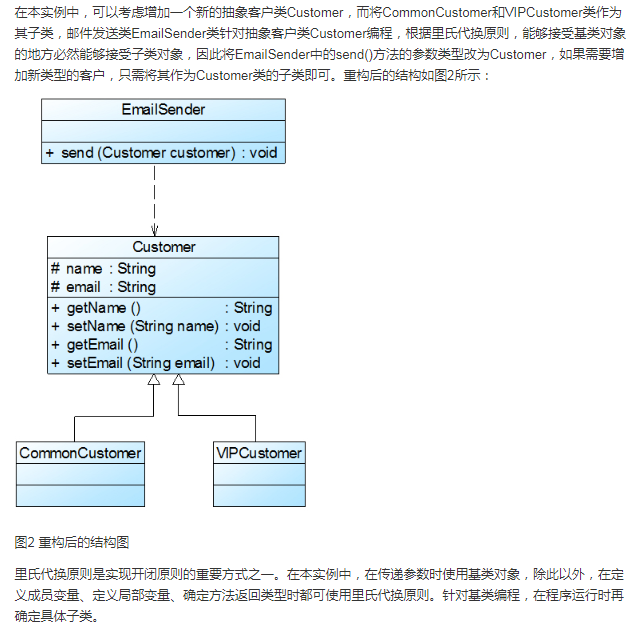 在本实例中，可以考虑增加一个新的抽象客户类Customer，而将CommonCustomer和VIPCustomer类作为
其子类，邮件发送类EmailSender类针对抽象客户类Customer编程，根据里氏代换原则，能够接受基类对象
的地方必然能够接受子类对象，因此将EmailSender中的send()方法的参数类型改为Customer，如果需要增
加新类型的客户，只需将其作为Customer类的子类即可。重构后的结构如图2所示：
EmailSender
+ send (Customer customer) : void
Customer
# name : String
# email : String
+ getName () : String
+ setName (String name) : void
+ getEmail () : String
+ setEmail (String email) : void
CommonCustomer
VIPCustomer
图2 重构后的结构图
里氏代换原则是实现开闭原则的重要方式之一。在本实例中，在传递参数时使用基类对象，除此以外，在定
义成员变量、定义局部变量、确定方法返回类型时都可使用里氏代换原则。针对基类编程，在程序运行时再
确定具体子类。